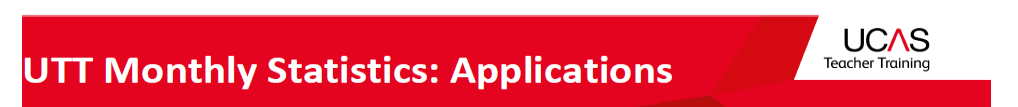 UTT Monthly Statistics: Applications
UCAS
Teacher Training